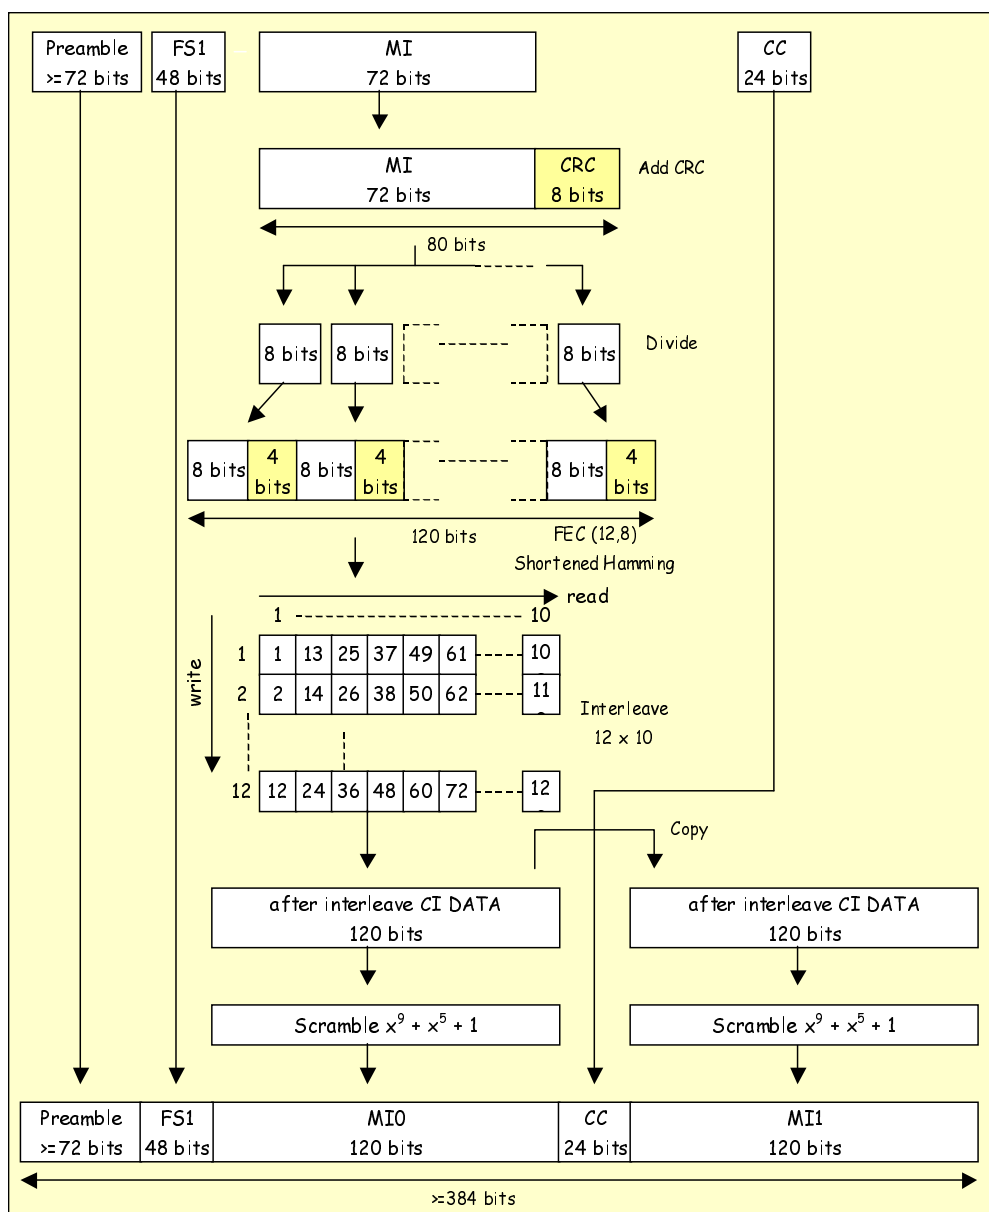 Preamble
>=72 bits
FS1
48 bits
MI
72 bits
CC
24 bits
MI
72 bits
CRC
8 bits
Add CRC
80 bits
8 bits
8 bits
8 bits
Divide
8 bits
4
bits
8 bits
4
bits
8 bits
4
bits
120 bits
FEC (12,8)
Shortened Hamming
read
1
10
write
1
1 13 25 37 49 61 10
2
2 14 26 38 50 62 11
Interleave
12 x 10
12
12 24 36 48 60 72 12
Copy
after interleave CI DATA
120 bits
after interleave CI DATA
120 bits
Scramble x⁹ + x⁵ + 1
Scramble x⁹ + x⁵ + 1
Preamble
>=72 bits
FS1
48 bits
MI0
120 bits
CC
24 bits
MI1
120 bits
>=384 bits